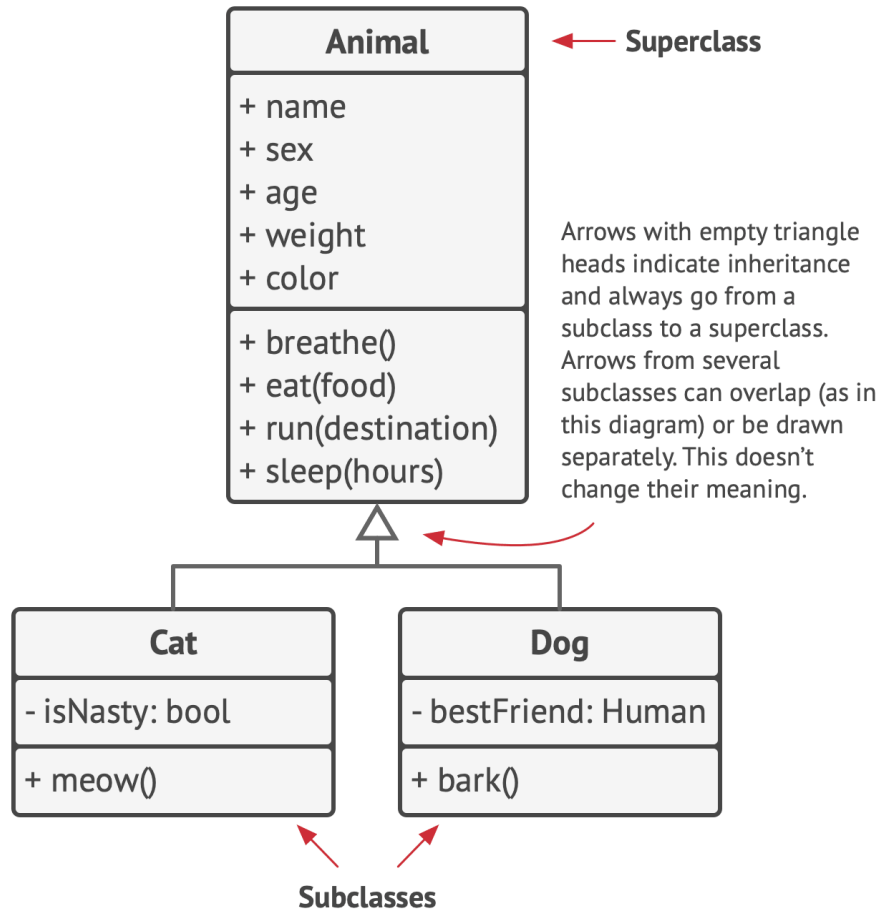 Animal
Superclass
+ name
+ sex
+ age
+ weight
+ color
+ breathe()
+ eat(food)
+ run(destination)
+ sleep(hours)
Arrows with empty triangle
heads indicate inheritance
and always go from a
subclass to a superclass.
Arrows from several
subclasses can overlap (as in
this diagram) or be drawn
separately. This doesn’t
change their meaning.
Cat
- isNasty: bool
+ meow()
Dog
- bestFriend: Human
+ bark()
Subclasses